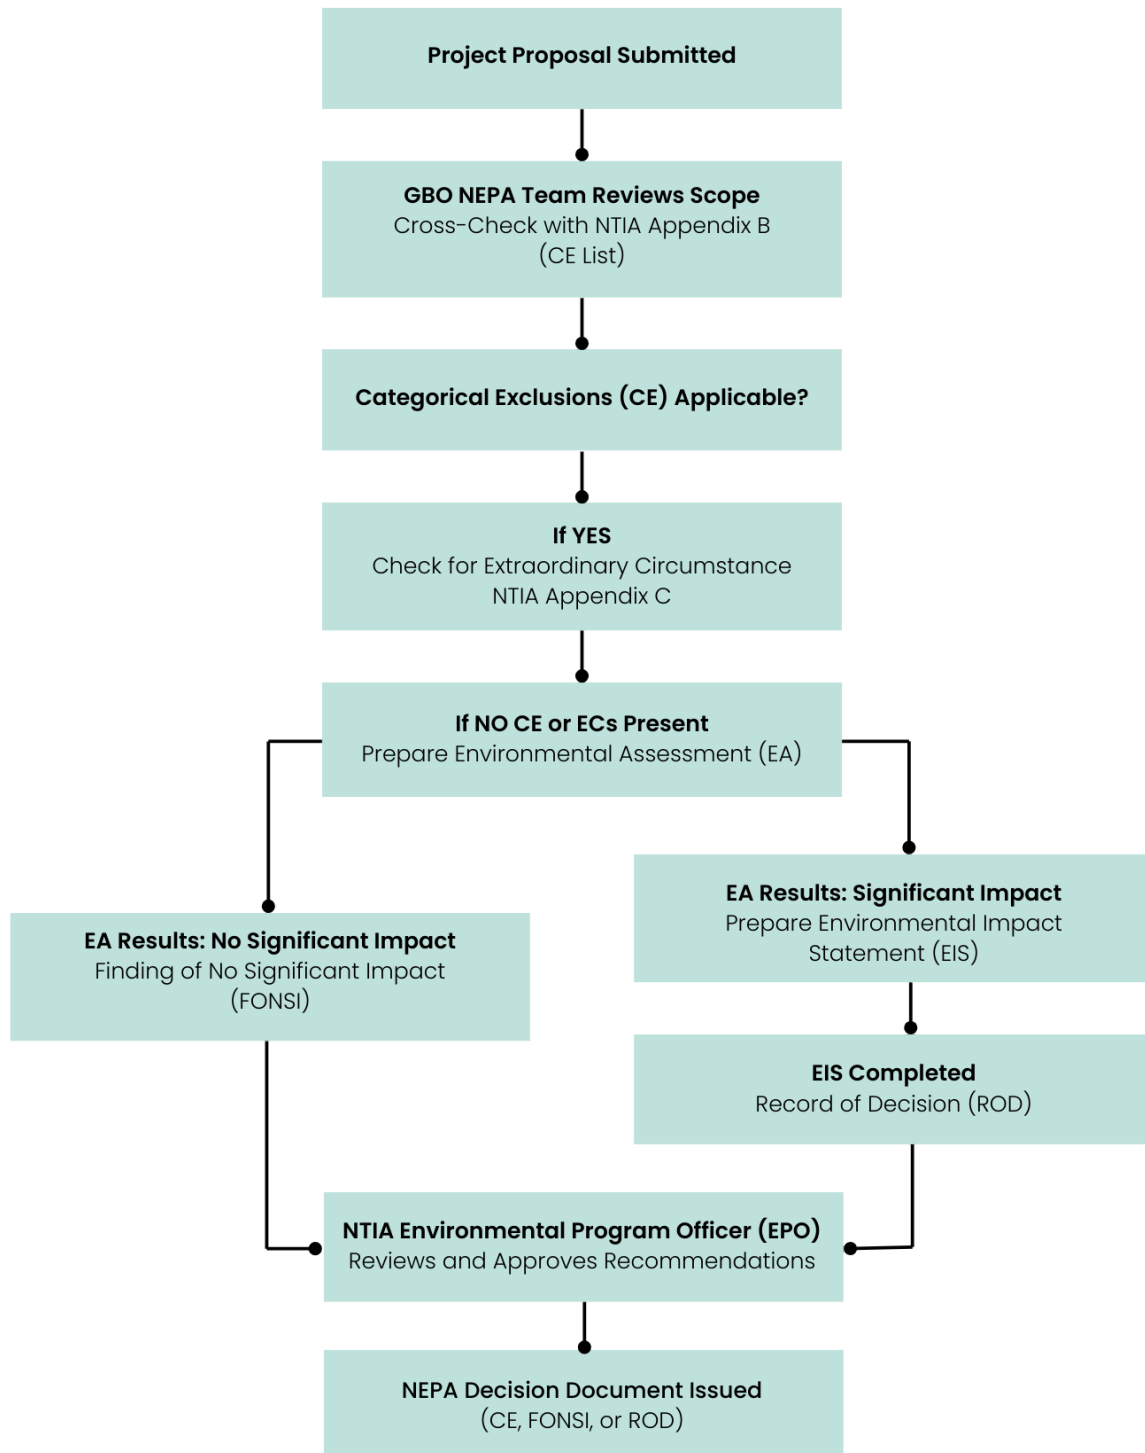 Project Proposal Submitted
GBO NEPA Team Reviews Scope
Cross-Check with NTIA Appendix B
(CE List)
Categorical Exclusions (CE) Applicable?
If YES
Check for Extraordinary Circumstance
NTIA Appendix C
If NO CE or ECs Present
Prepare Environmental Assessment (EA)
EA Results: No Significant Impact
Finding of No Significant Impact
(FONSI)
EA Results: Significant Impact
Prepare Environmental Impact
Statement (EIS)
EIS Completed
Record of Decision (ROD)
NTIA Environmental Program Officer (EPO)
Reviews and Approves Recommendations
NEPA Decision Document Issued
(CE, FONSI, or ROD)